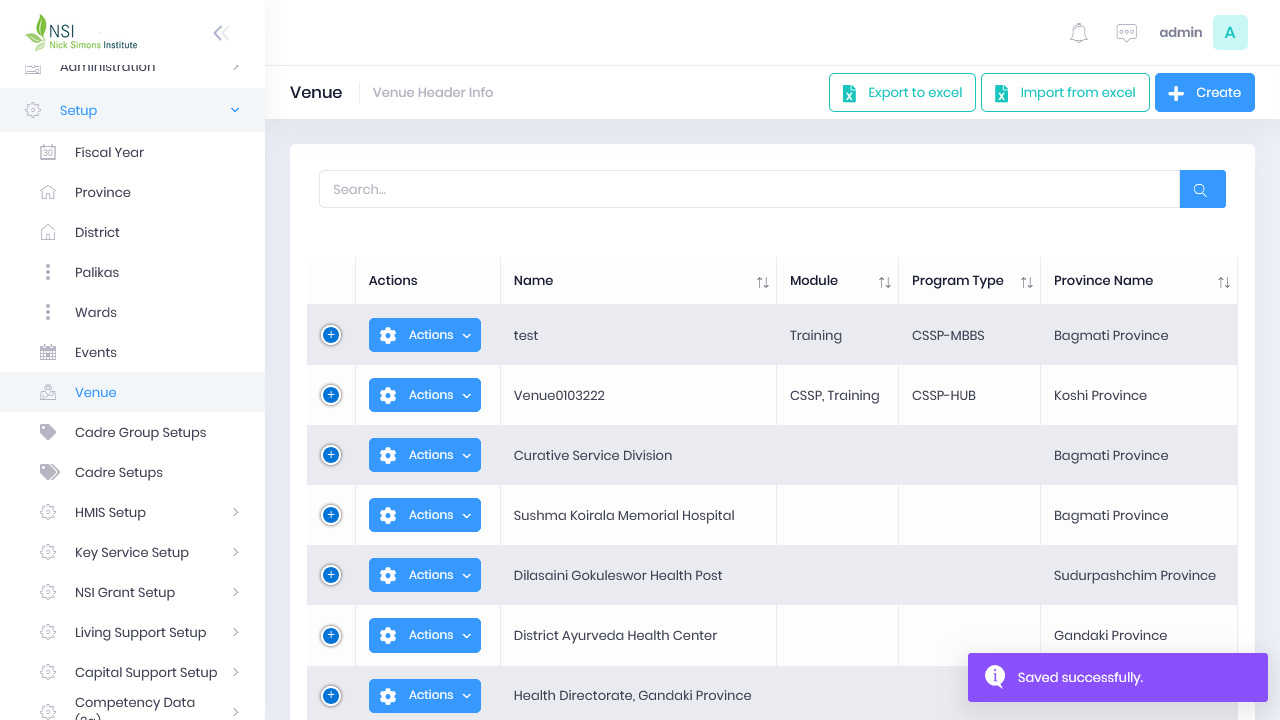 NSI
Nick Simons Institute
Administration
Setup
Fiscal Year
Province
District
Palikas
Wards
Events
Venue
Cadre Group Setups
Cadre Setups
HMIS Setup
Key Service Setup
NSI Grant Setup
Living Support Setup
Capital Support Setup
Competency Data
admin A
Venue Venue Header Info Export to excel Import from excel Create
Search...
Actions Name Module Program Type Province Name
Actions test Training CSSP-MBBS Bagmati Province
Actions Venue0103222 CSSP, Training CSSP-HUB Koshi Province
Actions Curative Service Division Bagmati Province
Actions Sushma Koirala Memorial Hospital Bagmati Province
Actions Dilasaini Gokuleswor Health Post Sudurpashchim Province
Actions District Ayurveda Health Center Gandaki Province
Actions Health Directorate, Gandaki Province
Saved successfully.